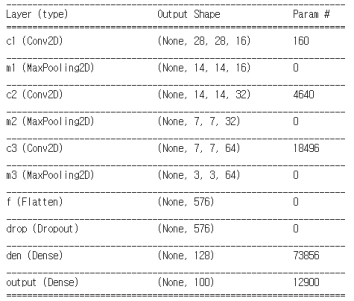 Layer (type) Output Shape Param #
c1 (Conv2D) (None, 28, 28, 16) 160
m1 (MaxPooling2D) (None, 14, 14, 16) 0
c2 (Conv2D) (None, 14, 14, 32) 4640
m2 (MaxPooling2D) (None, 7, 7, 32) 0
c3 (Conv2D) (None, 7, 7, 64) 18496
m3 (MaxPooling2D) (None, 3, 3, 64) 0
f (Flatten) (None, 576) 0
drop (Dropout) (None, 576) 0
den (Dense) (None, 128) 73856
output (Dense) (None, 100) 12900